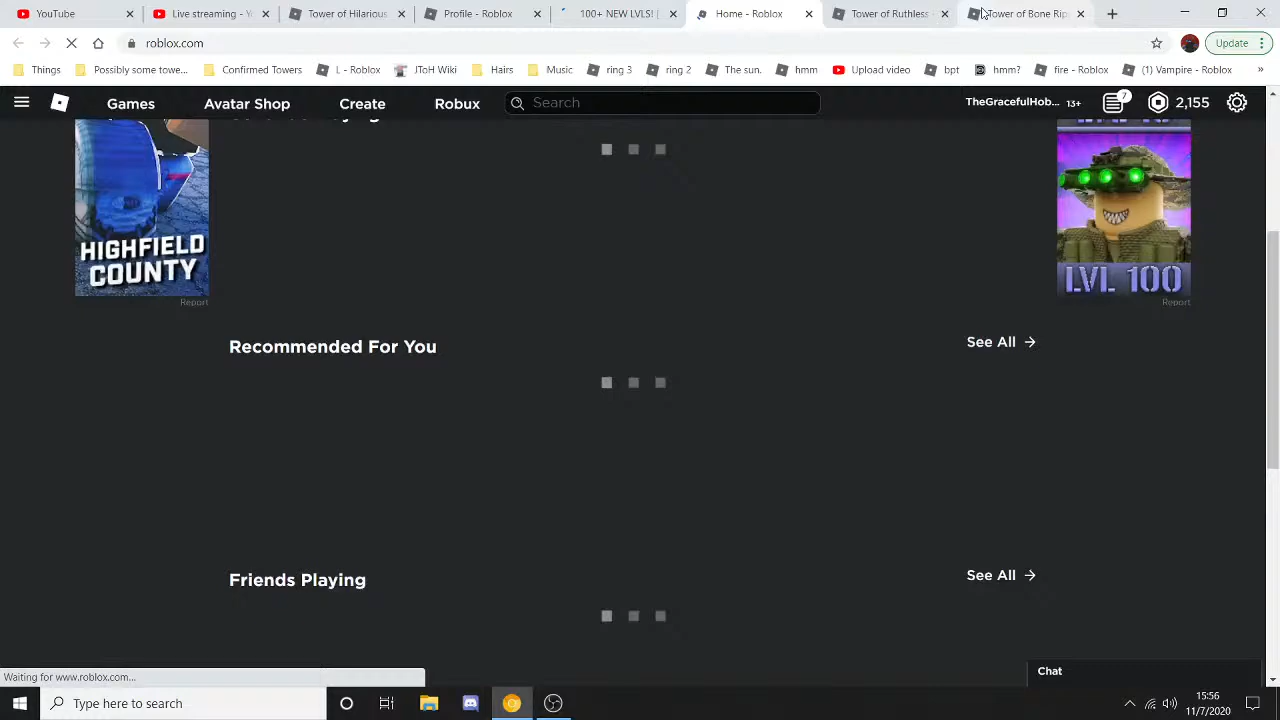 YouTube
Live streaming - Y
Tower of Hilarious
Profile - Roblox
100+ NEW LVLS! [
Home - Roblox
Tower of Ruthless
Tower of Bone Rip
roblox.com
Update
Things
Possibly some towe...
Confirmed Towers
L - Roblox
JToH Wiki
Hairs
Music
ring 3
ring 2
The sun.
hmm
Upload video
bpt
hmm?
fire - Roblox
(1) Vampire - Roblox
»
Games
Avatar Shop
Create
Robux
Search
TheGracefulHob... 13+
7
2,155
HIGHFIELD
COUNTY
Report
LVL 100
Report
Recommended For You
See All
Friends Playing
See All
Waiting for www.roblox.com...
Chat
Type here to search
15:56
11/7/2020